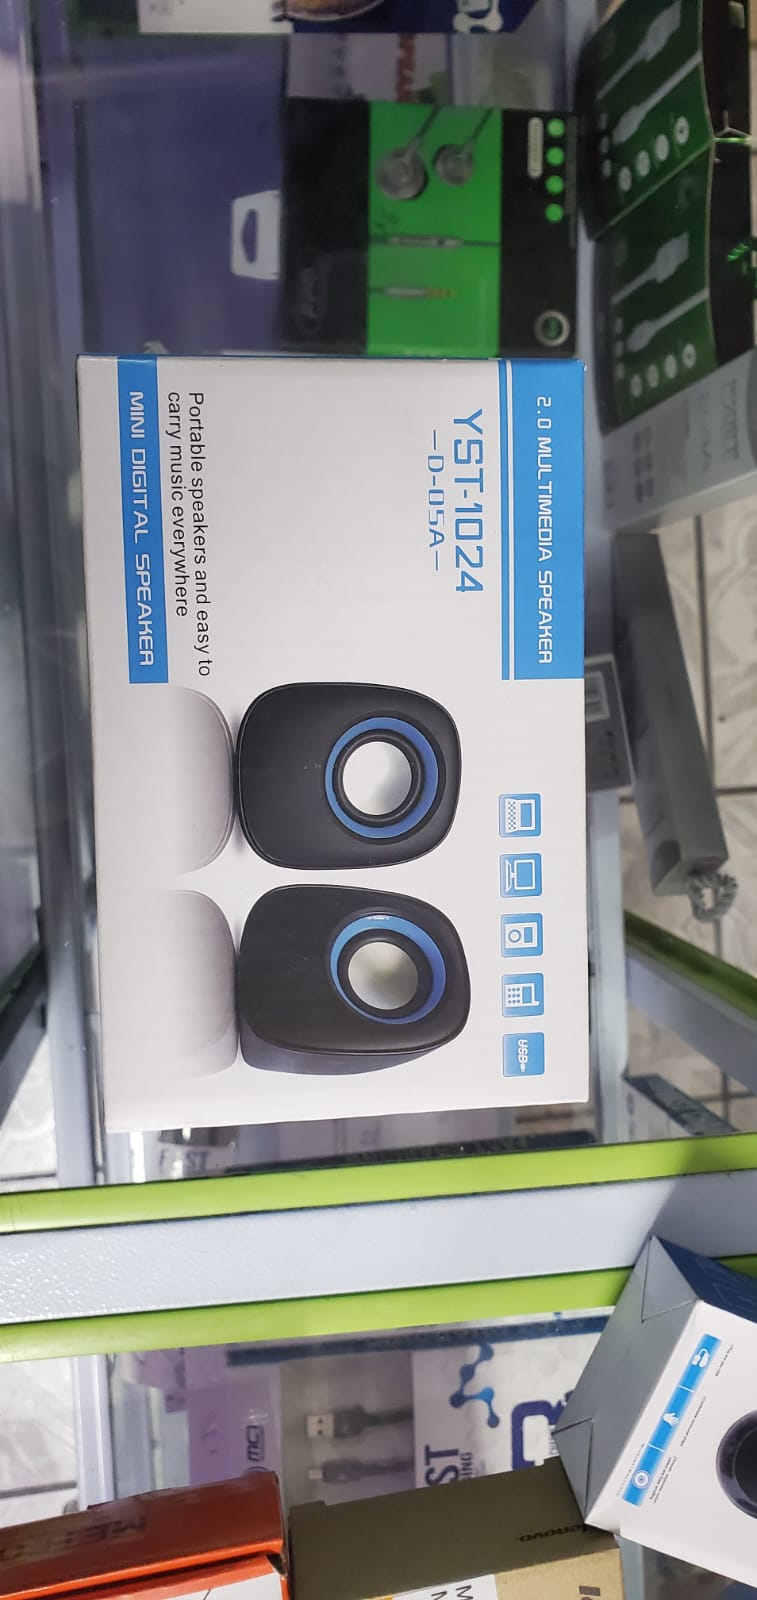 2.0 MULTIMEDIA SPEAKER
YST-1024
-D-05A-
USB
Portable speakers and easy to
carry music everywhere
MINI DIGITAL SPEAKER
lenovo